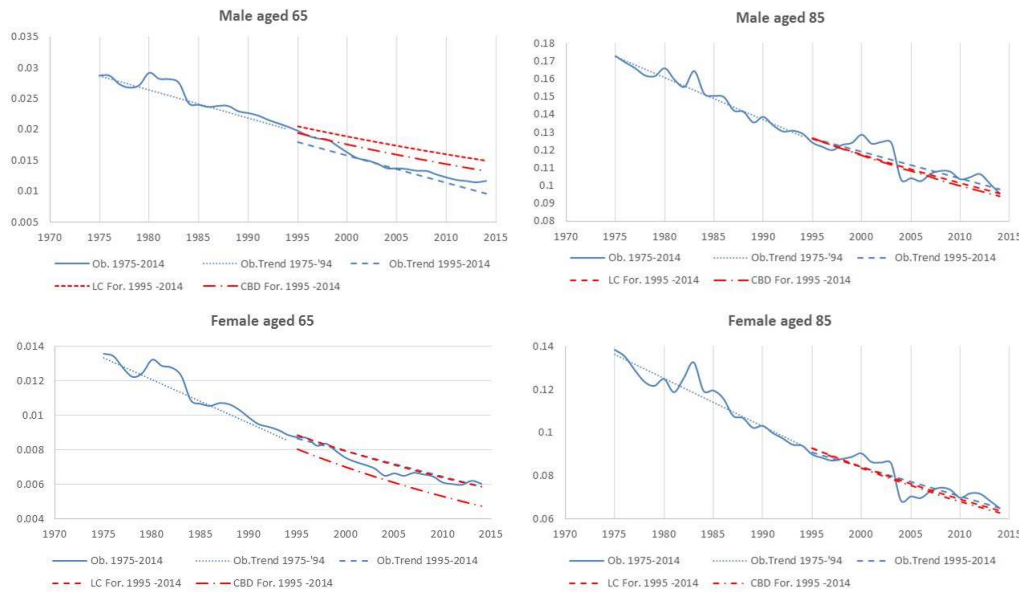 Male aged 65
0.035
0.03
0.025
0.02
0.015
0.01
0.005
1970 1975 1980 1985 1990 1995 2000 2005 2010 2015
Ob. 1975-2014 Ob.Trend 1975-'94 Ob.Trend 1995-2014
LC For. 1995 -2014 CBD For. 1995 -2014
Male aged 85
0.18
0.17
0.16
0.15
0.14
0.13
0.12
0.11
0.1
0.09
0.08
1970 1975 1980 1985 1990 1995 2000 2005 2010 2015
Ob. 1975-2014 Ob.Trend 1975-'94 Ob.Trend 1995-2014
LC For. 1995 -2014 CBD For. 1995 -2014
Female aged 65
0.014
0.012
0.01
0.008
0.006
0.004
1970 1975 1980 1985 1990 1995 2000 2005 2010 2015
Ob. 1975-2014 Ob.Trend 1975-'94 Ob.Trend 1995-2014
LC For. 1995 -2014 CBD For. 1995 -2014
Female aged 85
0.14
0.12
0.1
0.08
0.06
1970 1975 1980 1985 1990 1995 2000 2005 2010 2015
Ob. 1975-2014 Ob.Trend 1975-'94 Ob.Trend 1995-2014
LC For. 1995 -2014 CBD For. 1995 -2014